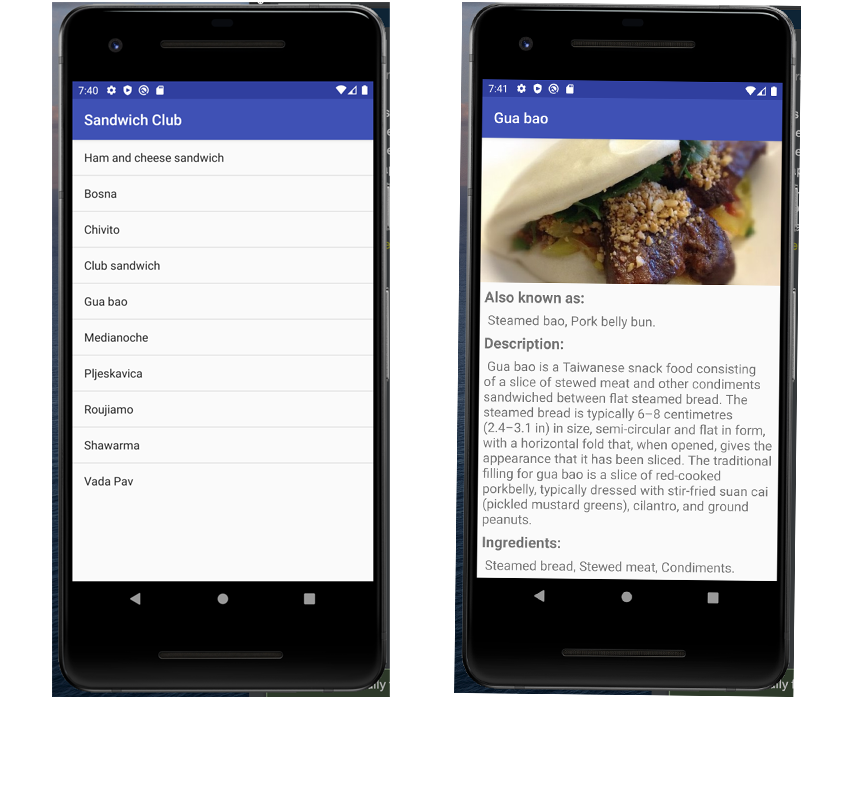 7:40
Sandwich Club
Ham and cheese sandwich
Bosna
Chivito
Club sandwich
Gua bao
Medianoche
Pljeskavica
Roujiamo
Shawarma
Vada Pav
7:41
Gua bao
Also known as:
Steamed bao, Pork belly bun.
Description:
Gua bao is a Taiwanese snack food consisting
of a slice of stewed meat and other condiments
sandwiched between flat steamed bread. The
steamed bread is typically 6–8 centimetres
(2.4–3.1 in) in size, semi-circular and flat in form,
with a horizontal fold that, when opened, gives the
appearance that it has been sliced. The traditional
filling for gua bao is a slice of red-cooked
porkbelly, typically dressed with stir-fried suan cai
(pickled mustard greens), cilantro, and ground
peanuts.
Ingredients:
Steamed bread, Stewed meat, Condiments.